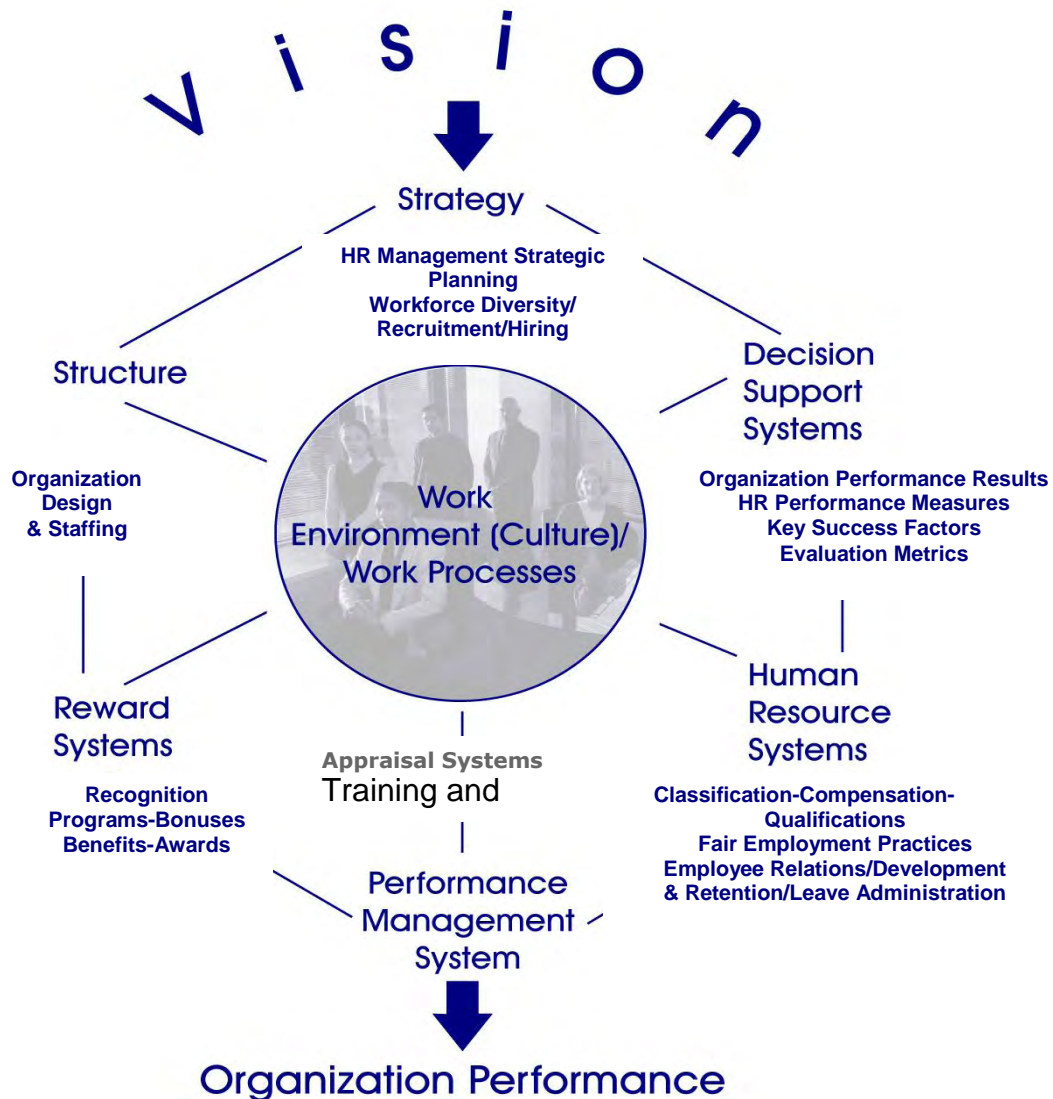 Vision
Strategy
HR Management Strategic
Planning
Workforce Diversity/
Recruitment/Hiring
Structure
Organization
Design
& Staffing
Decision
Support
Systems
Organization Performance Results
HR Performance Measures
Key Success Factors
Evaluation Metrics
Work
Environment (Culture)/
Work Processes
Reward
Systems
Recognition
Programs-Bonuses
Benefits-Awards
Appraisal Systems
Training and
Human
Resource
Systems
Classification-Compensation-
Qualifications
Fair Employment Practices
Employee Relations/Development
& Retention/Leave Administration
Performance
Management
System
Organization Performance